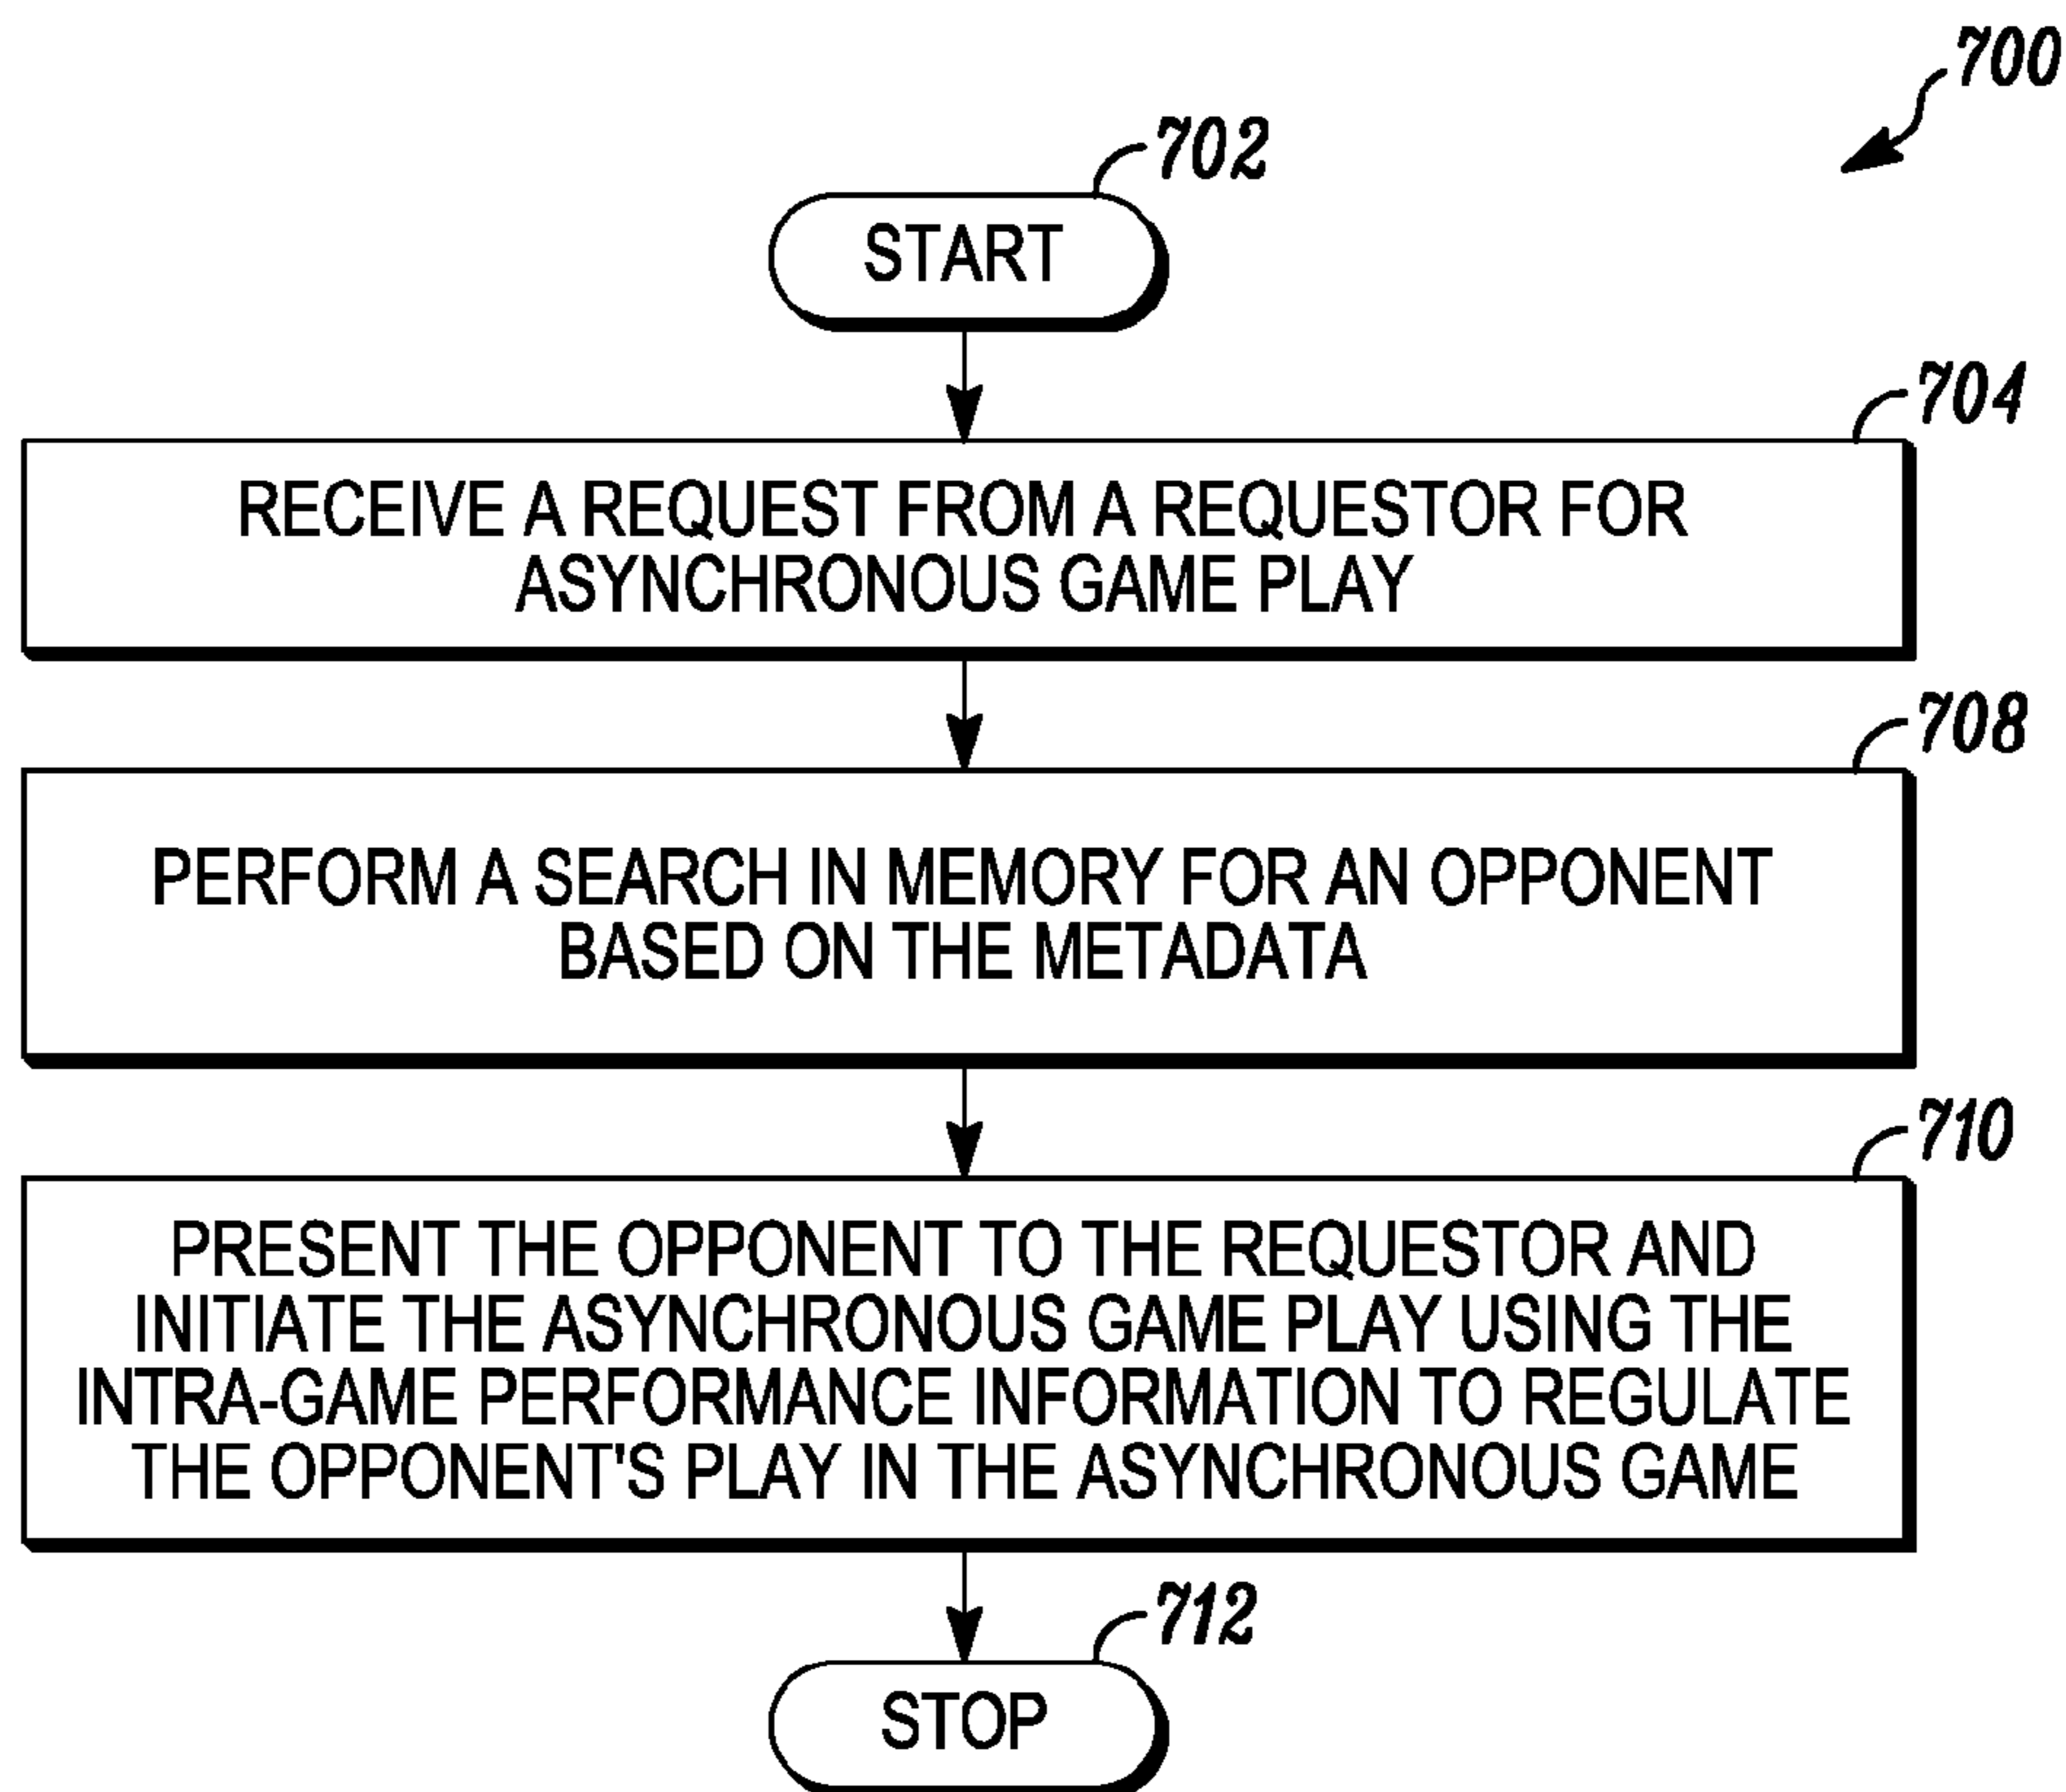 700
702
START
704
RECEIVE A REQUEST FROM A REQUESTOR FOR
ASYNCHRONOUS GAME PLAY
708
PERFORM A SEARCH IN MEMORY FOR AN OPPONENT
BASED ON THE METADATA
710
PRESENT THE OPPONENT TO THE REQUESTOR AND
INITIATE THE ASYNCHRONOUS GAME PLAY USING THE
INTRA-GAME PERFORMANCE INFORMATION TO REGULATE
THE OPPONENT'S PLAY IN THE ASYNCHRONOUS GAME
712
STOP